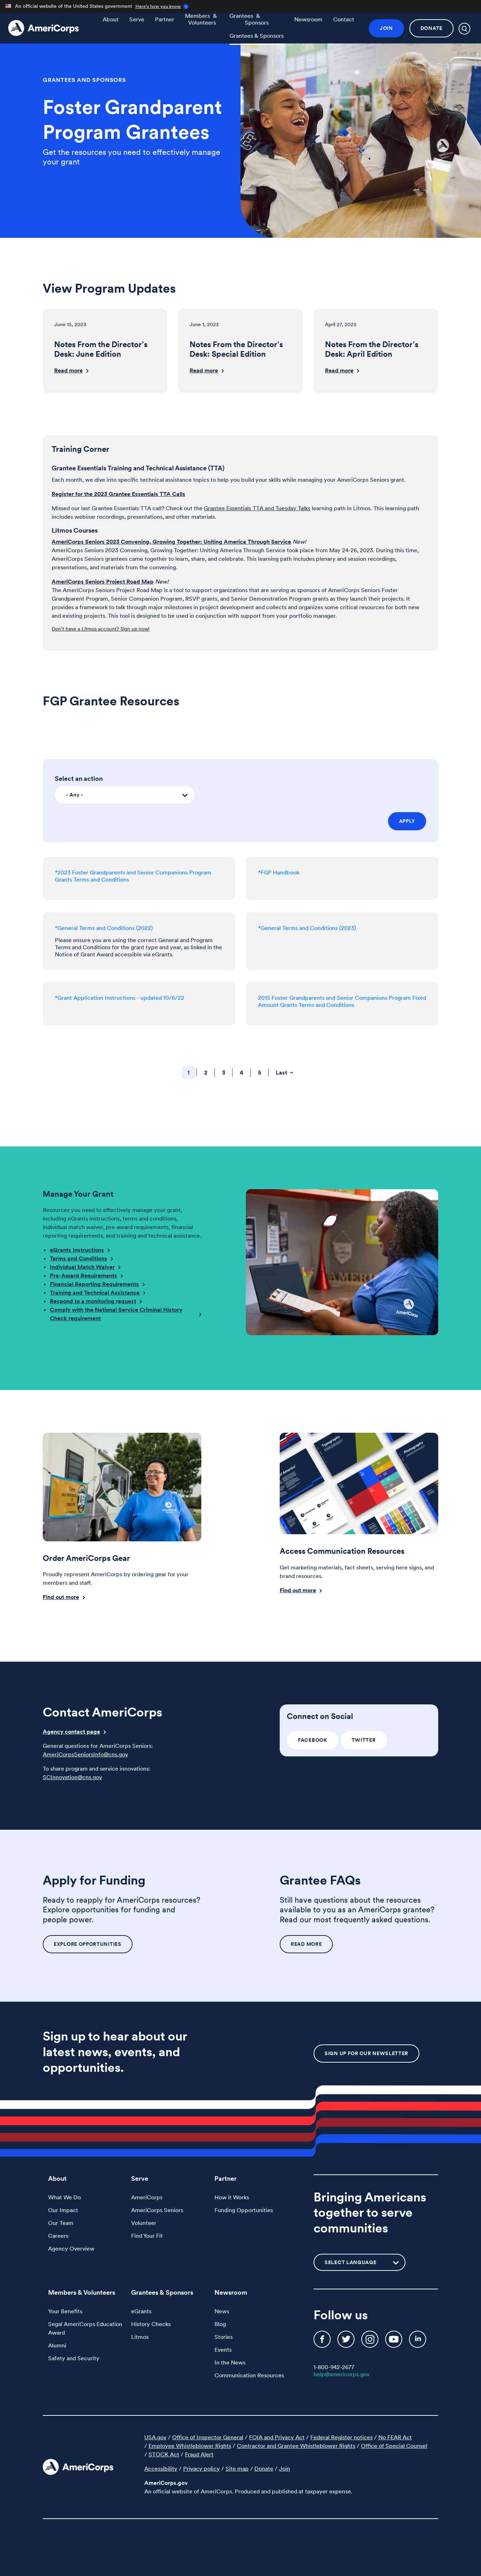 An official website of the United States government Here's how you know
AmeriCorps
About
Serve
Partner
Members &
Volunteers
Grantees &
Sponsors
Grantees & Sponsors
Newsroom
Contact
JOIN
DONATE
GRANTEES AND SPONSORS
Foster Grandparent
Program Grantees
Get the resources you need to effectively manage
your grant
View Program Updates
June 15, 2023
Notes From the Director's
Desk: June Edition
Read more
June 1, 2023
Notes From the Director's
Desk: Special Edition
Read more
April 27, 2023
Notes From the Director's
Desk: April Edition
Read more
Training Corner
Grantee Essentials Training and Technical Assistance (TTA)
Each month, we dive into specific technical assistance topics to help you build your skills while managing your AmeriCorps Seniors grant.
Register for the 2023 Grantee Essentials TTA Calls
Missed our last Grantee Essentials TTA call? Check out the Grantee Essentials TTA and Tuesday Talks learning path in Litmos. This learning path
includes webinar recordings, presentations, and other materials.
Litmos Courses
AmeriCorps Seniors 2023 Convening, Growing Together: Uniting America Through Service New!
AmeriCorps Seniors 2023 Convening, Growing Together: Uniting America Through Service took place from May 24-26, 2023. During this time,
AmeriCorps Seniors grantees came together to learn, share, and celebrate. This learning path includes plenary and session recordings,
presentations, and materials from the convening.
AmeriCorps Seniors Project Road Map New!
The AmeriCorps Seniors Project Road Map is a tool to support organizations that are serving as sponsors of AmeriCorps Seniors Foster
Grandparent Program, Senior Companion Program, RSVP grants, and Senior Demonstration Program grants as they launch their projects. It
provides a framework to talk through major milestones in project development and collects and organizes some critical resources both new
and existing projects. This tool is designed to be used in conjunction with support from your portfolio manager.
Don't have a Litmos account? Sign up now!
FGP Grantee Resources
Select an action
- Any -
APPLY
*2023 Foster Grandparents and Senior Companions Program
Grants Terms and Conditions
*FGP Handbook
*General Terms and Conditions (2022)
Please ensure you are using the correct General and Program
Terms and Conditions for the grant type and year, as linked in the
Notice of Grant Award accessible via eGrants.
*General Terms and Conditions (2023)
*Grant Application Instructions - updated 10/6/22
2015 Foster Grandparents and Senior Companions Program Fixed
Amount Grants Terms and Conditions
1
2
3
4
5
Last →
Manage Your Grant
Resources you need to effectively manage your grant,
including eGrants instructions, terms and conditions,
individual match waiver, pre-award requirements, financial
reporting requirements, and training and technical assistance.
• eGrants Instructions
• Terms and Conditions
• Individual Match Waiver
• Pre-Award Requirements
• Financial Reporting Requirements
• Training and Technical Assistance
• Respond to a monitoring request
• Comply with the National Service Criminal History
Check requirement
Order AmeriCorps Gear
Proudly represent AmeriCorps by ordering gear for your
members and staff.
Find out more
Access Communication Resources
Get marketing materials, fact sheets, serving here signs, and
brand resources.
Find out more
Contact AmeriCorps
Agency contact page
General questions for AmeriCorps Seniors:
AmeriCorpsSeniorsInfo@cns.gov
To share program and service innovations:
SCInnovation@cns.gov
Connect on Social
FACEBOOK
TWITTER
Apply for Funding
Ready to reapply for AmeriCorps resources?
Explore opportunities for funding and
people power.
EXPLORE OPPORTUNITIES
Grantee FAQs
Still have questions about the resources
available to you as an AmeriCorps grantee?
Read our most frequently asked questions.
READ MORE
Sign up to hear about our
latest news, events, and
opportunities.
SIGN UP FOR OUR NEWSLETTER
About
What We Do
Our Impact
Our Team
Careers
Agency Overview
Serve
AmeriCorps
AmeriCorps Seniors
Volunteer
Find Your Fit
Partner
How it Works
Funding Opportunities
Members & Volunteers
Your Benefits
Segal AmeriCorps Education
Award
Alumni
Safety and Security
Grantees & Sponsors
eGrants
History Checks
Litmos
Newsroom
News
Blog
Stories
Events
In the News
Communication Resources
Bringing Americans
together to serve
communities
SELECT LANGUAGE
Follow us
1-800-942-2677
help@americorps.gov
AmeriCorps
USA.gov / Office of Inspector General / FOIA and Privacy Act / Federal Register notices / No FEAR Act
/ Employee Whistleblower Rights / Contractor and Grantee Whistleblower Rights / Office of Special Counsel
/ STOCK Act / Fraud Alert
Accessibility / Privacy policy / Site map / Donate / Join
AmeriCorps.gov
An official website of AmeriCorps. Produced and published at taxpayer expense.